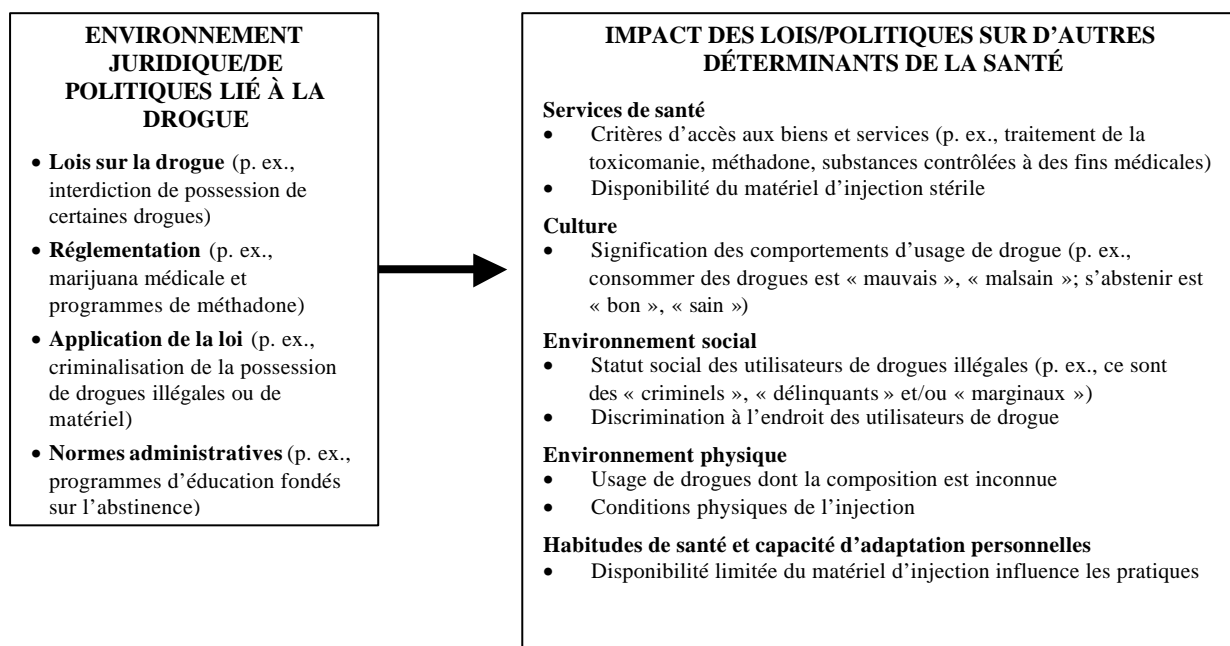 ENVIRONNEMENT
JURIDIQUE/DE
POLITIQUES LIÉ À LA
DROGUE
• Lois sur la drogue (p. ex.,
interdiction de possession de
certaines drogues)
• Réglementation (p. ex.,
marijuana médicale et
programmes de méthadone)
• Application de la loi (p. ex.,
criminalisation de la possession
de drogues illégales ou de
matériel)
• Normes administratives (p. ex.,
programmes d'éducation fondés
sur l'abstinence)
IMPACT DES LOIS/POLITIQUES SUR D'AUTRES
DÉTERMINANTS DE LA SANTÉ
Services de santé
• Critères d'accès aux biens et services (p. ex., traitement de la
toxicomanie, méthadone, substances contrôlées à des fins médicales)
• Disponibilité du matériel d'injection stérile
Culture
• Signification des comportements d'usage de drogue (p. ex.,
consommer des drogues est « mauvais », « malsain »; s'abstenir est
« bon », « sain »)
Environnement social
• Statut social des utilisateurs de drogues illégales (p. ex., ce sont
des « criminels », « délinquants » et/ou « marginaux »)
• Discrimination à l'endroit des utilisateurs de drogue
Environnement physique
• Usage de drogues dont la composition est inconnue
• Conditions physiques de l'injection
Habitudes de santé et capacité d'adaptation personnelles
• Disponibilité limitée du matériel d'injection influence les pratiques